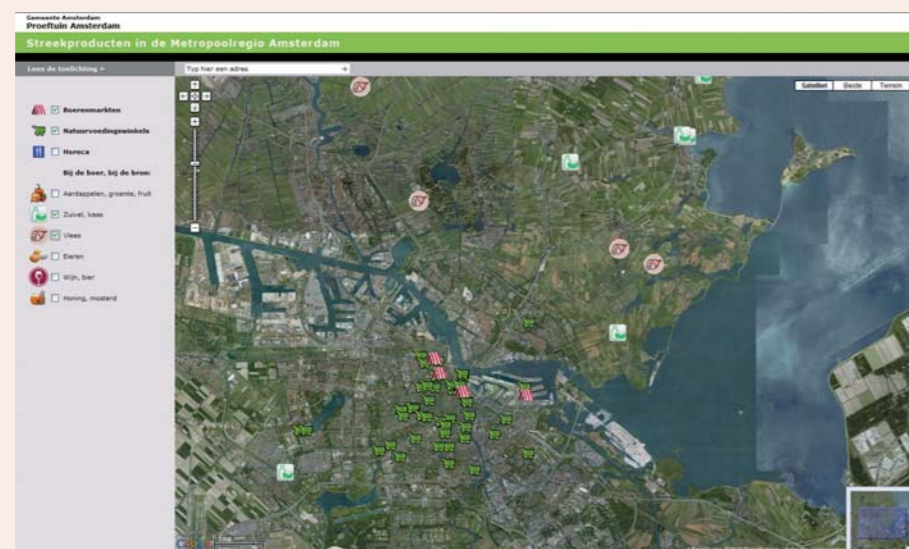 Gemeente Amsterdam
Proeftuin Amsterdam
Streekproducten in de Metropoolregio Amsterdam
Lees de toelichting »
Typ hier een adres
Satelliet
Beide
Terrein
Boerenmarkten
Natuurvoedingswinkels
Horeca
Bij de boer, bij de bron:
Aardappelen, groente, fruit
Zuivel, kaas
Vlees
Eieren
Wijn, bier
Honing, mosterd
Google